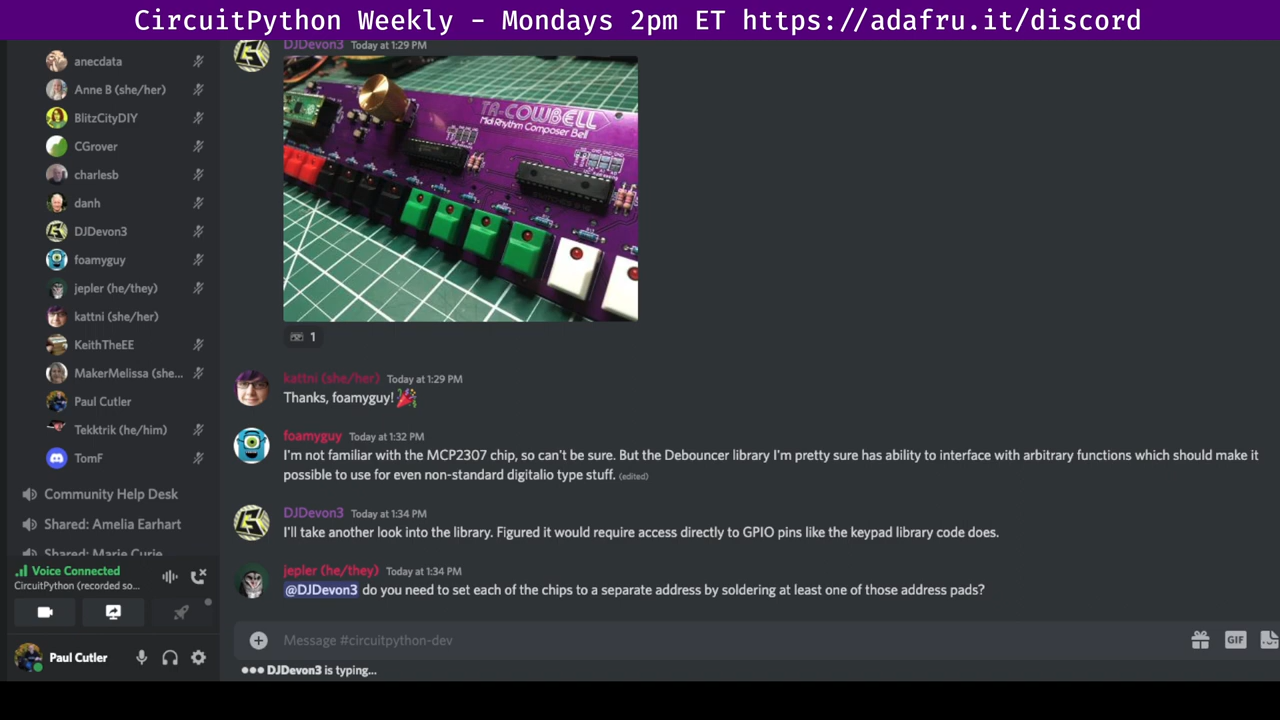 CircuitPython Weekly - Mondays 2pm ET https://adafru.it/discord
anecdata
Anne B (she/her)
BlitzCityDIY
CGrover
charlesb
danh
DJDevon3
foamyguy
jepler (he/they)
kattni (she/her)
KeithTheEE
MakerMelissa (she...
Paul Cutler
Tekktrik (he/him)
TomF
Community Help Desk
Shared: Amelia Earhart
Shared: Marie Curie
Voice Connected
CircuitPython (recorded so...
Paul Cutler
DJDevon3 Today at 1:29 PM
TR-COWBELL
Midi Rhythm Composer Bell
1
kattni (she/her) Today at 1:29 PM
Thanks, foamyguy!
foamyguy Today at 1:32 PM
I'm not familiar with the MCP2307 chip, so can't be sure. But the Debouncer library I'm pretty sure has ability to interface with arbitrary functions which should make it
possible to use for even non-standard digitalio type stuff. (edited)
DJDevon3 Today at 1:34 PM
I'll take another look into the library. Figured it would require access directly to GPIO pins like the keypad library code does.
jepler (he/they) Today at 1:34 PM
@DJDevon3 do you need to set each of the chips to a separate address by soldering at least one of those address pads?
Message #circuitpython-dev
GIF
DJDevon3 is typing...